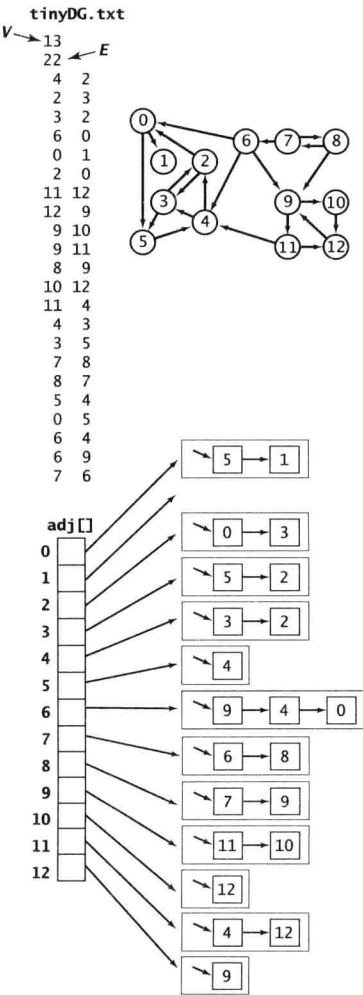 tinyDG.txt
V
13
22
E
4 2
2 3
3 2
6 0
0 1
2 0
11 12
12 9
9 10
9 11
8 9
10 12
11 4
4 3
3 5
7 8
8 7
5 4
0 5
6 4
6 9
7 6
0
6 7 8
1 2
3 9 10
4
5 11 12
adj[]
0 5 1
1
2 0 3
3 5 2
4 3 2
5 4
6 9 4 0
7 6 8
8 7 9
9 11 10
10 12
11 4 12
12 9